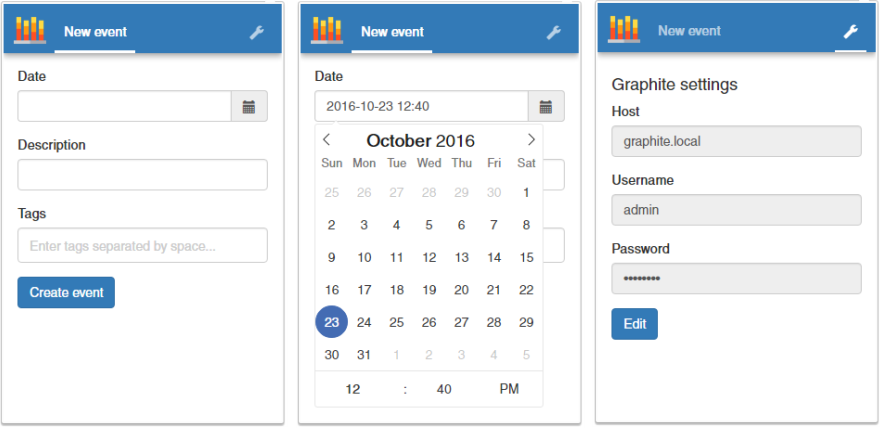 New event
Date
Description
Tags
Enter tags separated by space...
Create event
New event
Date
2016-10-23 12:40
October 2016
Sun Mon Tue Wed Thu Fri Sat
25 26 27 28 29 30 1
2 3 4 5 6 7 8
9 10 11 12 13 14 15
16 17 18 19 20 21 22
23 24 25 26 27 28 29
30 31 1 2 3 4 5
12 : 40 PM
New event
Graphite settings
Host
graphite.local
Username
admin
Password
••••••••
Edit